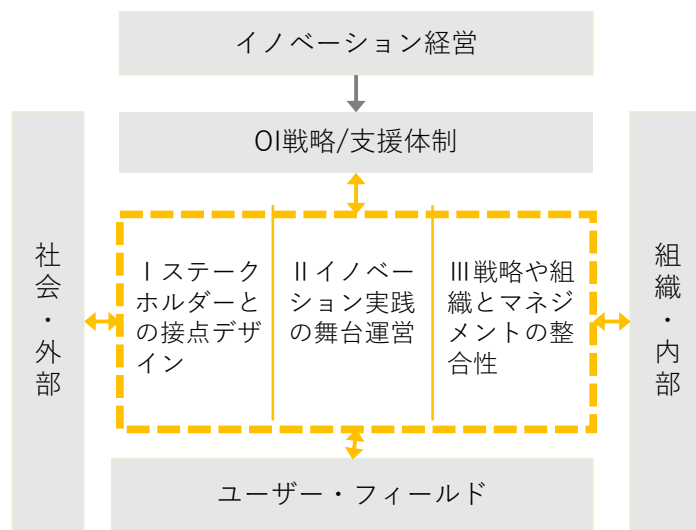 イノベーション経営
OI戦略/支援体制
社会・外部
Ⅰステーク
ホルダーと
の接点デザ
イン
Ⅱイノベー
ション実践
の舞台運営
Ⅲ戦略や組
織とマネジ
メントの整
合性
組織・内部
ユーザー・フィールド